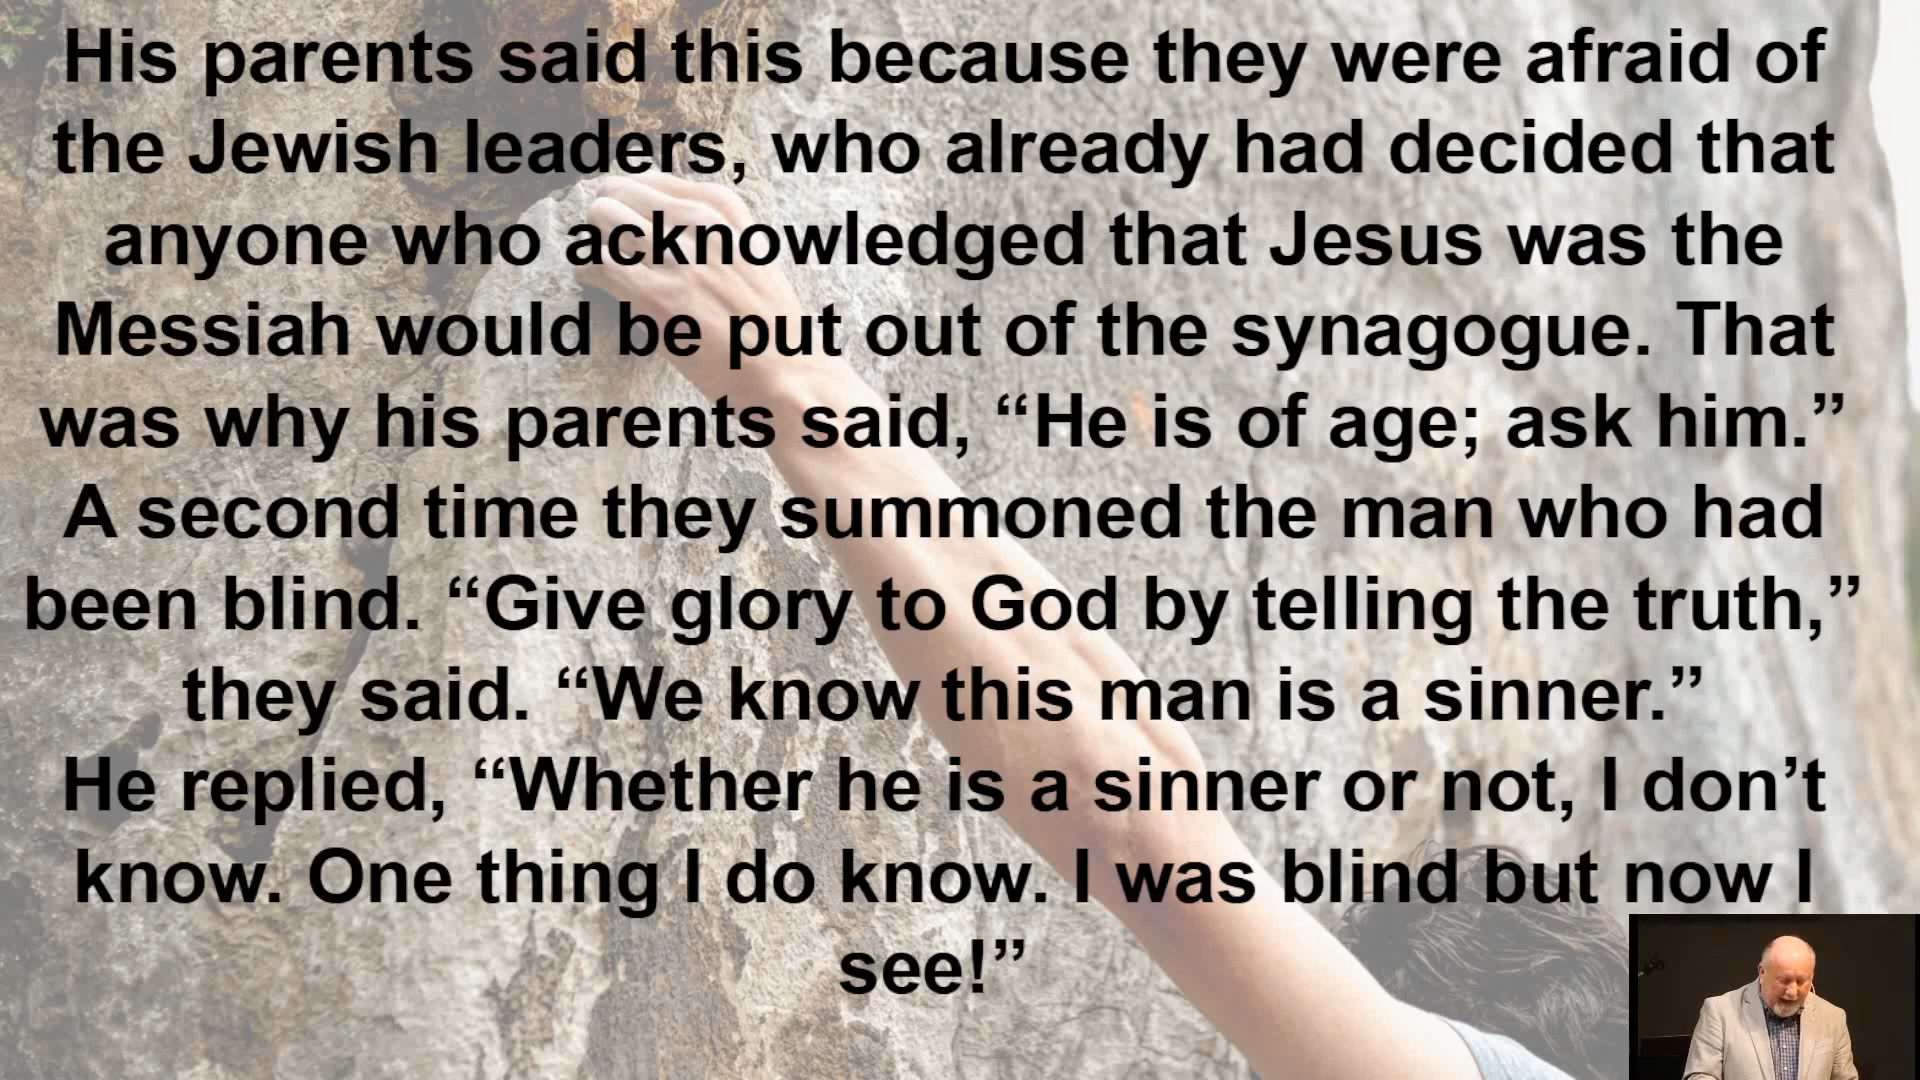 His parents said this because they were afraid of
the Jewish leaders, who already had decided that
anyone who acknowledged that Jesus was the
Messiah would be put out of the synagogue. That
was why his parents said, “He is of age; ask him.”
A second time they summoned the man who had
been blind. “Give glory to God by telling the truth,”
they said. “We know this man is a sinner.”
He replied, “Whether he is a sinner or not, I don’t
know. One thing I do know. I was blind but now I
see!”